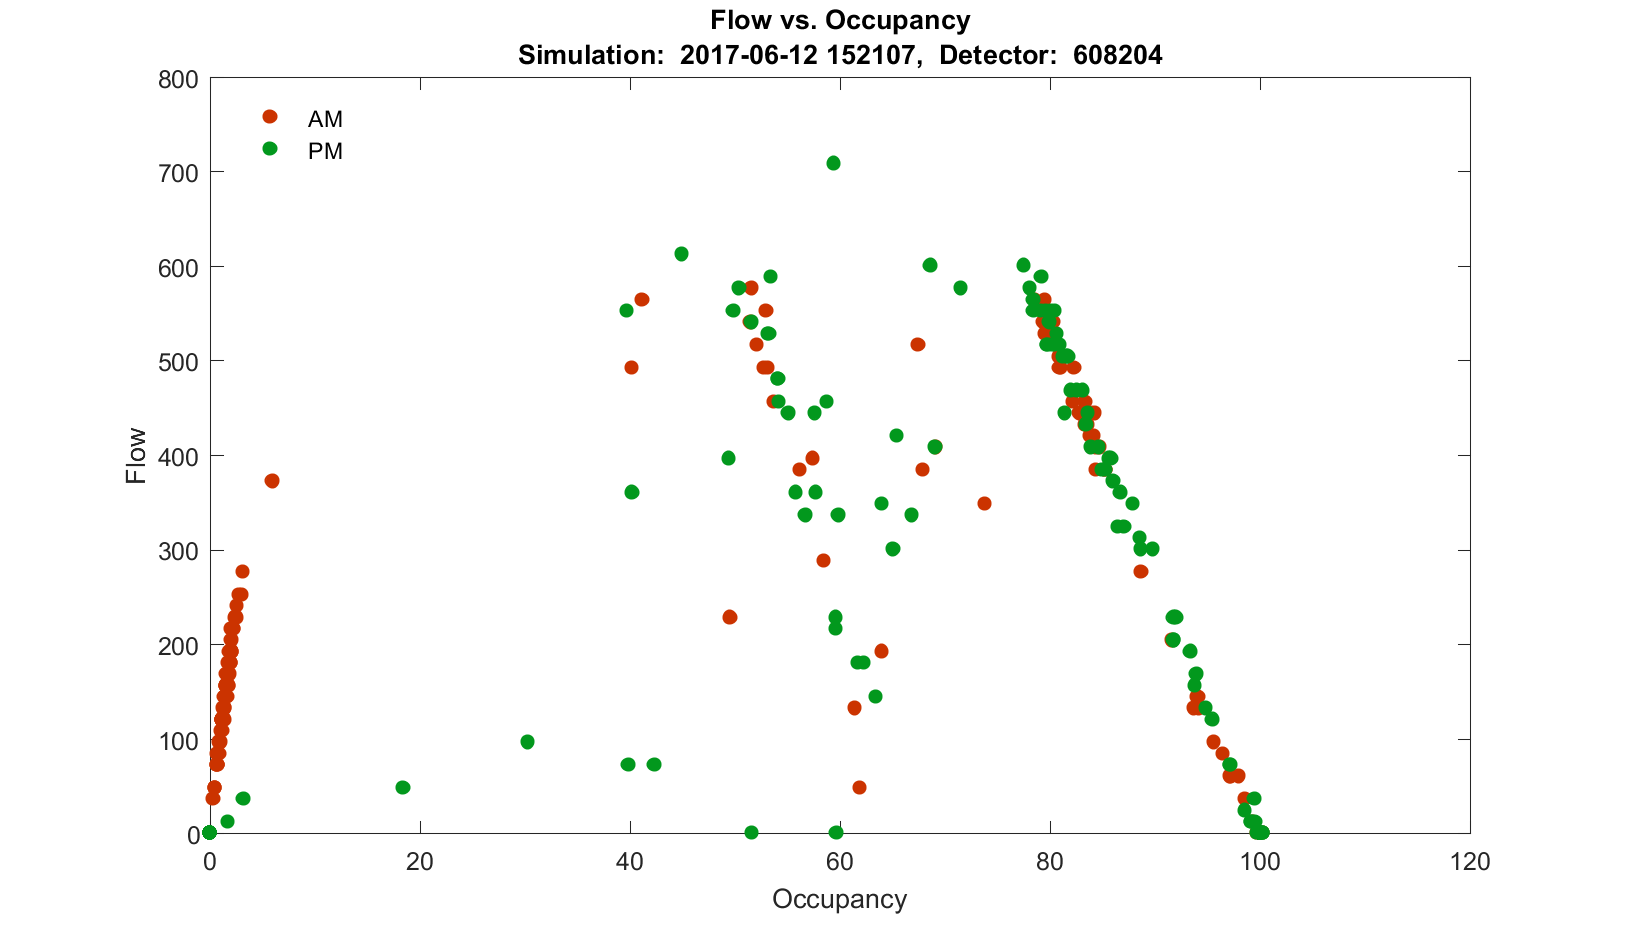 Flow vs. Occupancy
Simulation:  2017-06-12 152107,  Detector:  608204
800
700
600
500
400
300
200
100
0
Flow
AM
PM
0 20 40 60 80 100 120
Occupancy